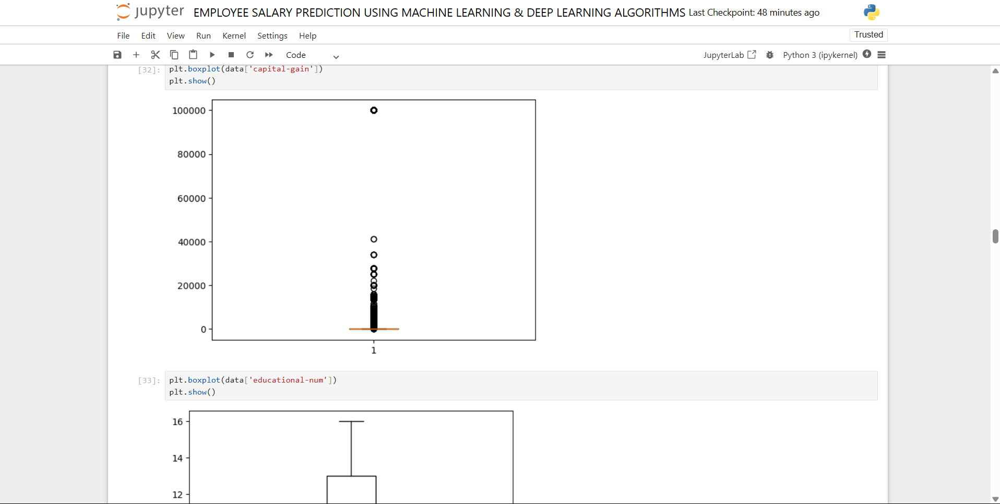 jupyter EMPLOYEE SALARY PREDICTION USING MACHINE LEARNING & DEEP LEARNING ALGORITHMS Last Checkpoint: 48 minutes ago
File Edit View Run Kernel Settings Help Trusted
Code JupyterLab Python 3 (ipykernel)
[32]: plt.boxplot(data['capital-gain'])
plt.show()
100000
80000
60000
40000
20000
0
1
[33]: plt.boxplot(data['educational-num'])
plt.show()
16
14
12